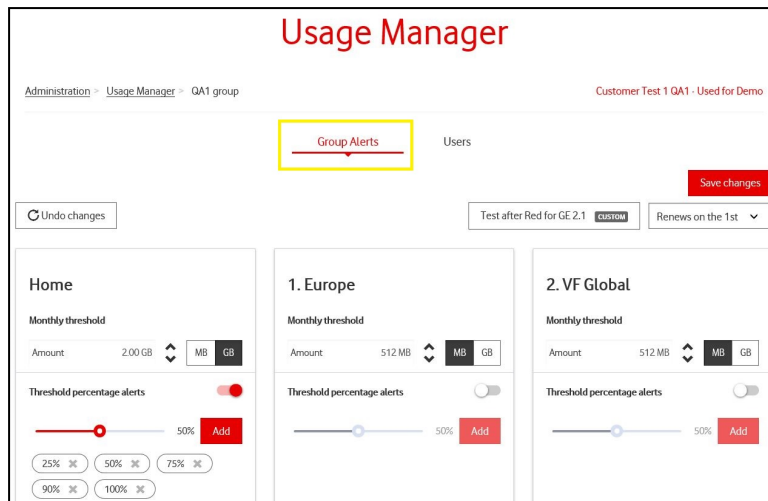 Usage Manager
Administration > Usage Manager > QA1 group
Customer Test 1 QA1 - Used for Demo
Group Alerts
Users
Save changes
Undo changes
Test after Red for GE 2.1 CUSTOM
Renews on the 1st
Home
Monthly threshold
Amount 2.00 GB MB GB
Threshold percentage alerts
50% Add
25% 50% 75%
90% 100%
1. Europe
Monthly threshold
Amount 512 MB MB GB
Threshold percentage alerts
50% Add
2. VF Global
Monthly threshold
Amount 512 MB MB GB
Threshold percentage alerts
50% Add